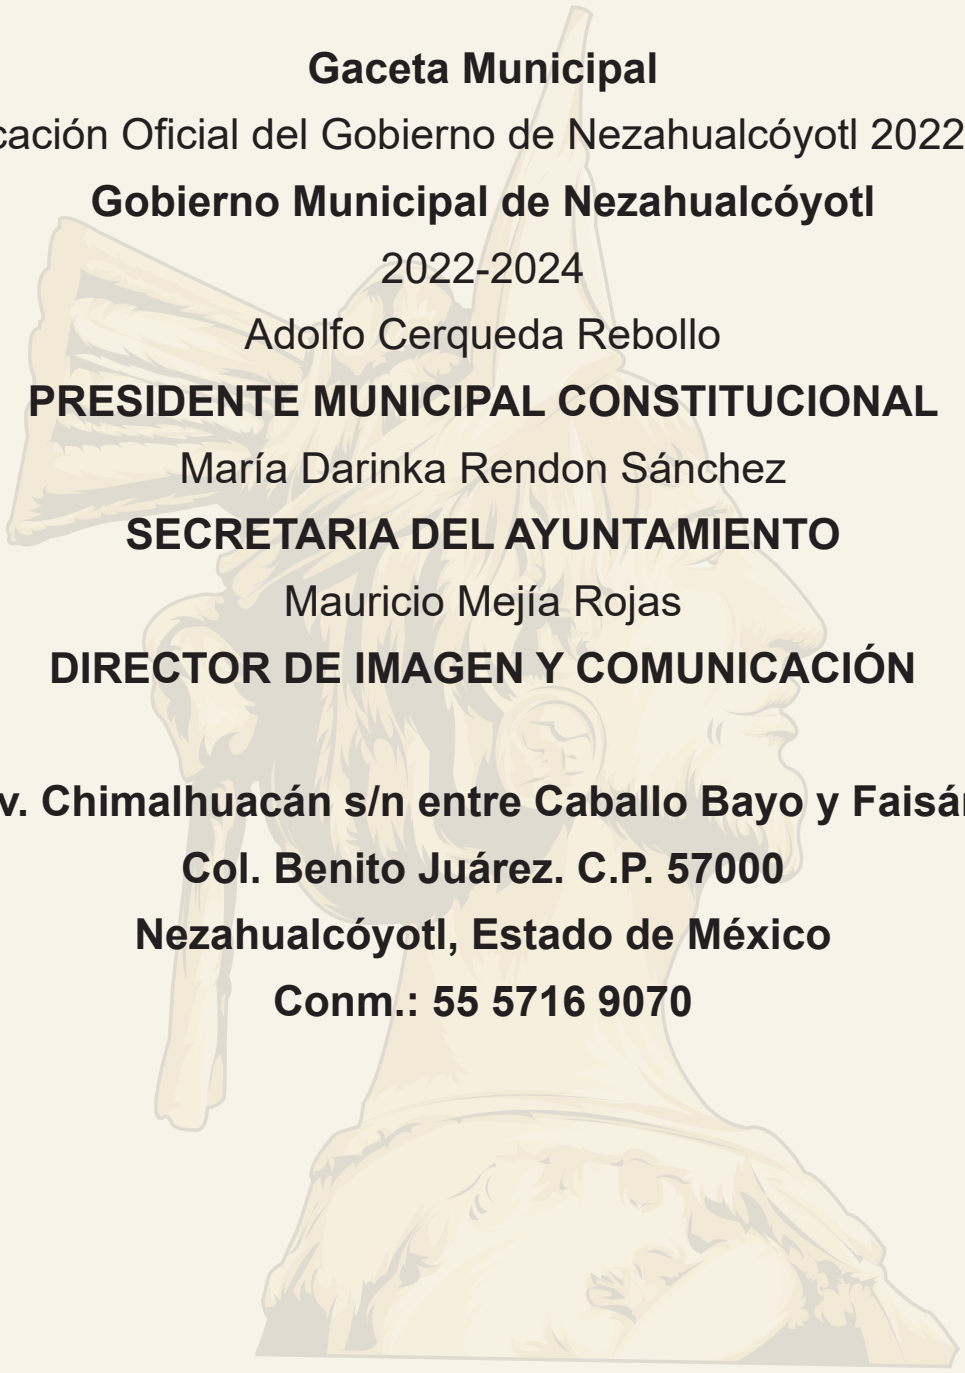 Gaceta Municipal
cación Oficial del Gobierno de Nezahualcóyotl 2022
Gobierno Municipal de Nezahualcóyotl
2022-2024
Adolfo Cerqueda Rebollo
PRESIDENTE MUNICIPAL CONSTITUCIONAL
María Darinka Rendon Sánchez
SECRETARIA DEL AYUNTAMIENTO
Mauricio Mejía Rojas
DIRECTOR DE IMAGEN Y COMUNICACIÓN
v. Chimalhuacán s/n entre Caballo Bayo y Faisán
Col. Benito Juárez. C.P. 57000
Nezahualcóyotl, Estado de México
Conm.: 55 5716 9070